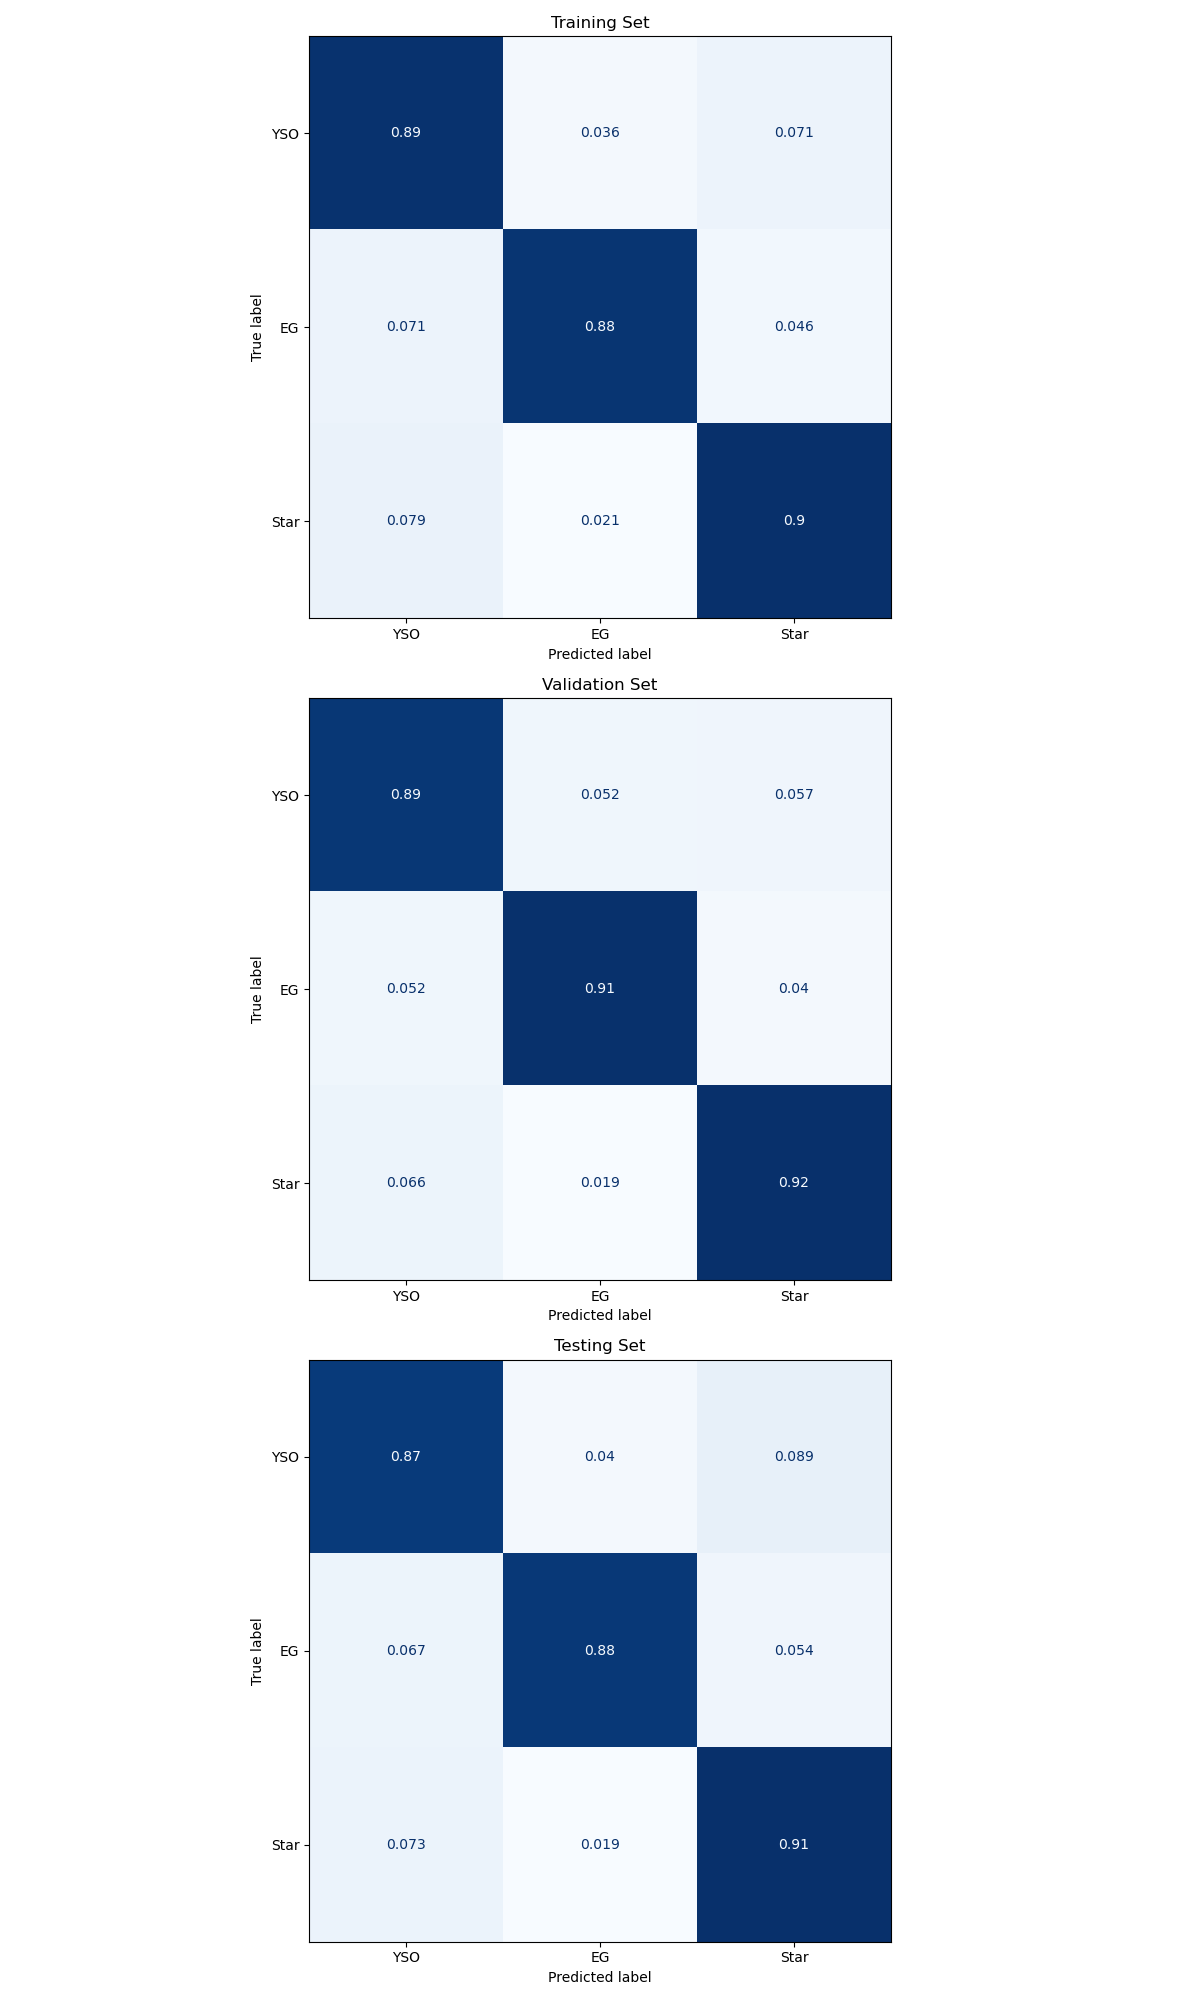 Training Set
YSO 0.89 0.036 0.071
True label
EG 0.071 0.88 0.046
Star 0.079 0.021 0.9
YSO EG Star
Predicted label
Validation Set
YSO 0.89 0.052 0.057
True label
EG 0.052 0.91 0.04
Star 0.066 0.019 0.92
YSO EG Star
Predicted label
Testing Set
YSO 0.87 0.04 0.089
True label
EG 0.067 0.88 0.054
Star 0.073 0.019 0.91
YSO EG Star
Predicted label